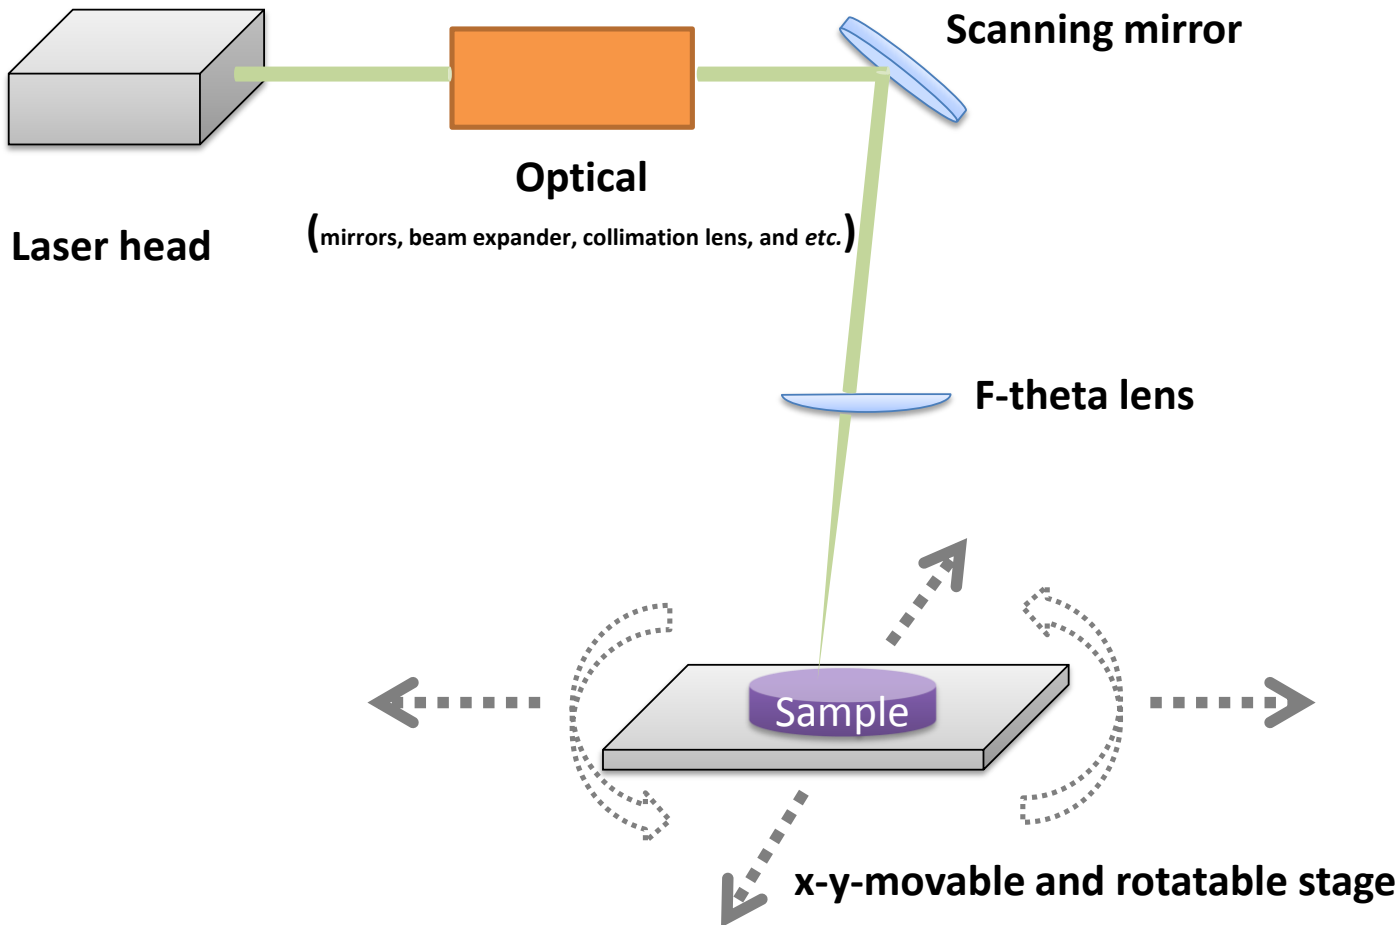 Scanning mirror
Optical
(mirrors, beam expander, collimation lens, and etc.)
Laser head
F-theta lens
Sample
x-y-movable and rotatable stage